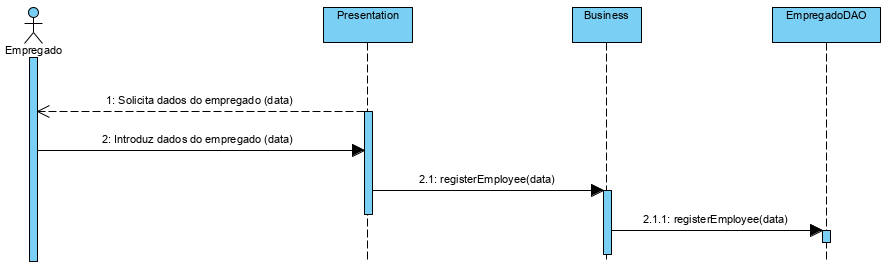 Presentation
Business
EmpregadoDAO
Empregado
1: Solicita dados do empregado (data)
2: Introduz dados do empregado (data)
2.1: registerEmployee(data)
2.1.1: registerEmployee(data)